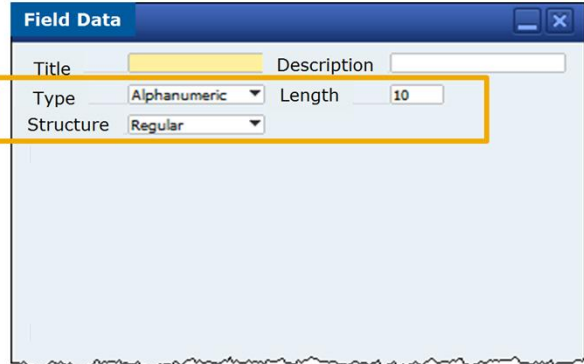 Field Data
Title Description
Type Alphanumeric Length 10
Structure Regular